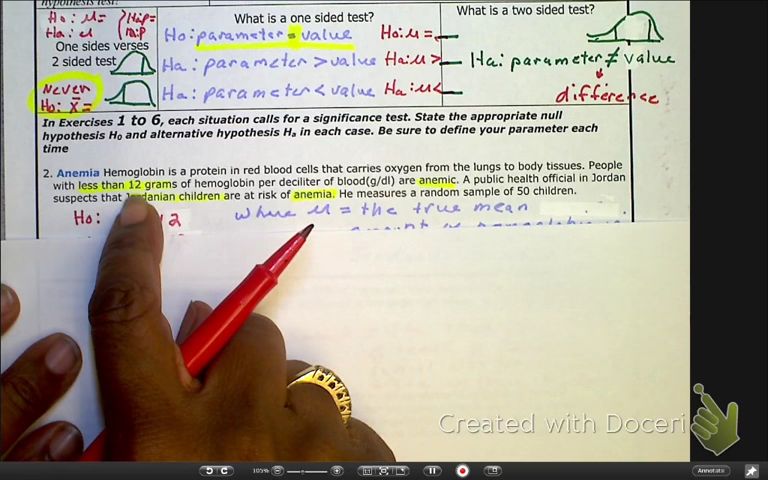 hypothesis test?
Ho: μ=
Ha: μ
Ho: p=
Ha: p
One sides verses
2 sided test
Never
Ho: x̄=
What is a one sided test?
Ho: parameter = value Ho: μ=
Ha: parameter > value Ha: μ>
Ha: parameter < value Ha: μ<
What is a two sided test?
Ha: parameter ≠ value
difference
In Exercises 1 to 6, each situation calls for a significance test. State the appropriate null
hypothesis H0 and alternative hypothesis Ha in each case. Be sure to define your parameter each
time
2. Anemia Hemoglobin is a protein in red blood cells that carries oxygen from the lungs to body tissues. People
with less than 12 grams of hemoglobin per deciliter of blood(g/dl) are anemic. A public health official in Jordan
suspects that Jordanian children are at risk of anemia. He measures a random sample of 50 children.
Ho: 12 where μ = the true mean
Created with Doceri
105%
Annotate